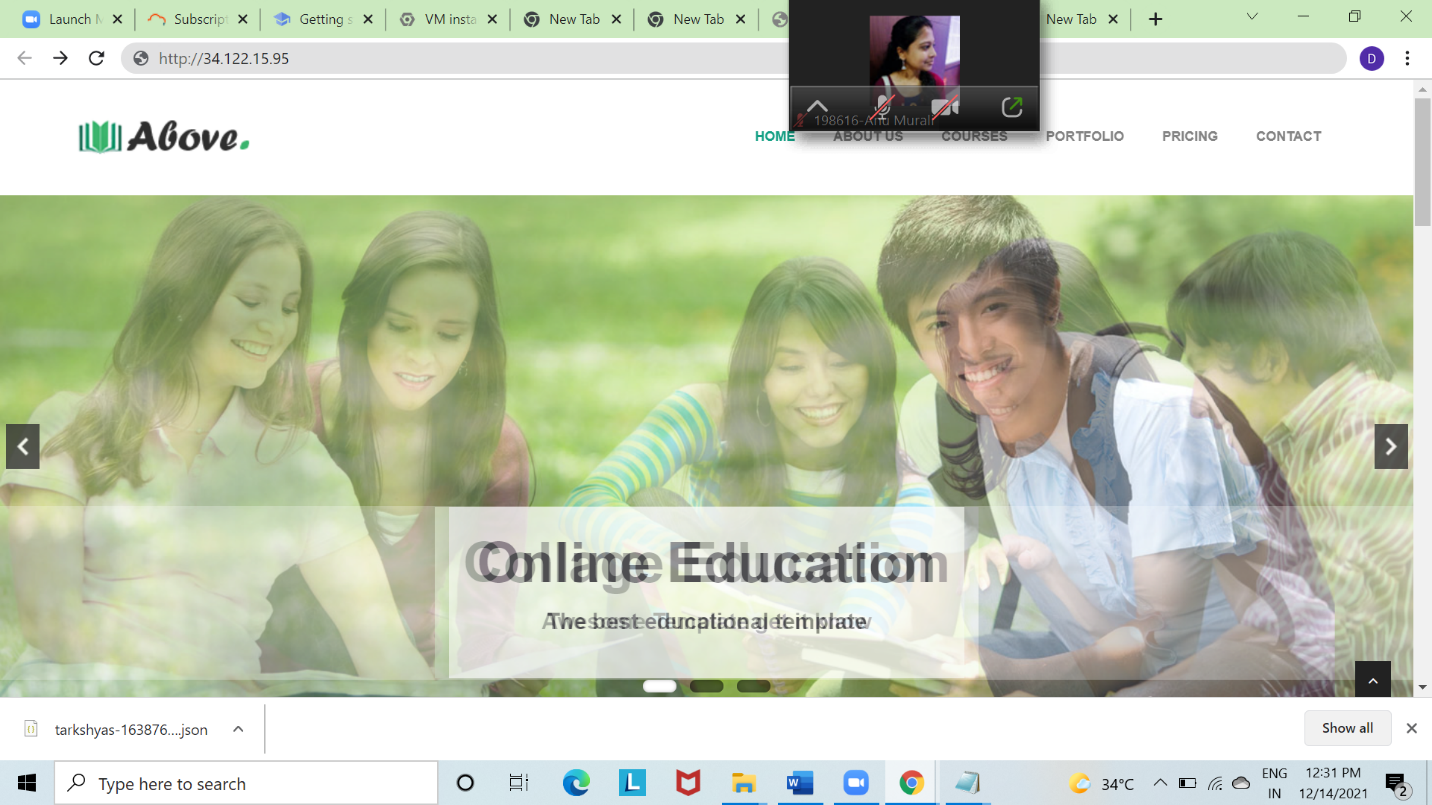 Launch M
Subscript
Getting s
VM insta
New Tab
New Tab
New Tab
http://34.122.15.95
D
198616-Anu Murali
Above.
HOME
ABOUT US
COURSES
PORTFOLIO
PRICING
CONTACT
Online Education
The best educational template
tarkshyas-163876....json
Show all
Type here to search
L
W
34°C
ENG
IN
12:31 PM
12/14/2021
2